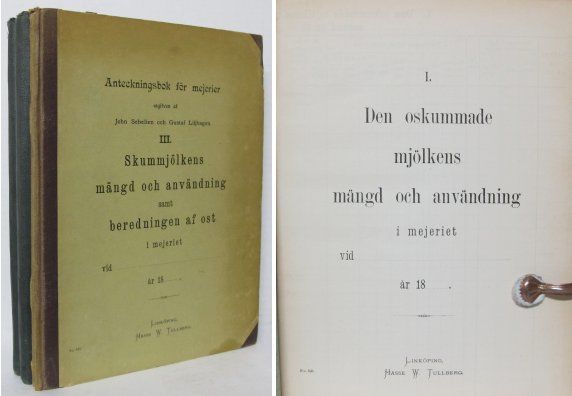 Anteckningsbok för mejerier
utgifven af
John Sebelien och Gustaf Liljhagen
III.
Skummjölkens
mängd och användning
samt
beredningen af ost
i mejeriet
vid
år 18 .
LINKÖPING,
HASSE W. TULLBERG.
I.
Den oskummade
mjölkens
mängd och användning
i mejeriet
vid
år 18 .
LINKÖPING,
HASSE W. TULLBERG.